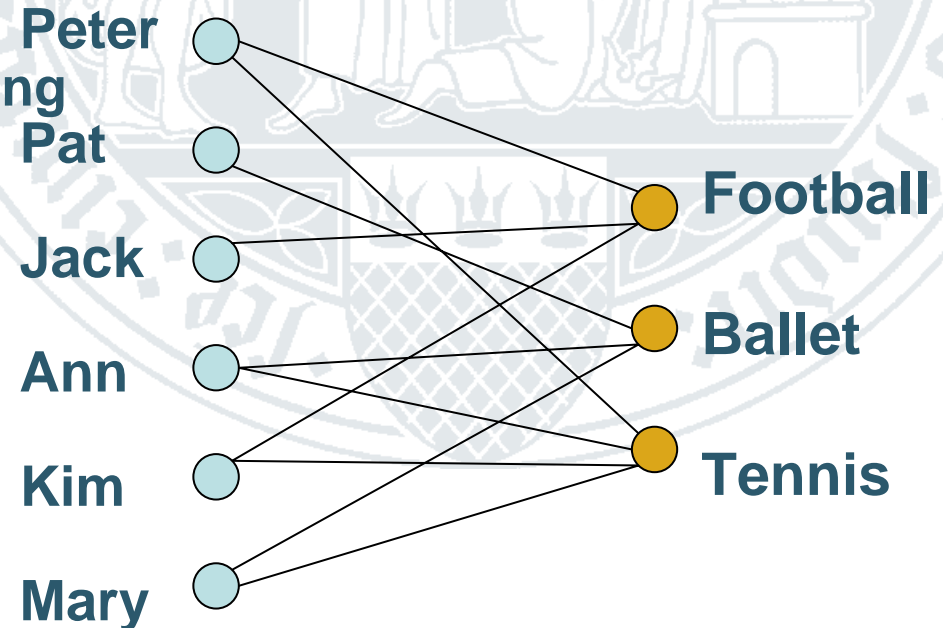 Peter
ng
Pat
Football
Jack
Ballet
Ann
Tennis
Kim
Mary